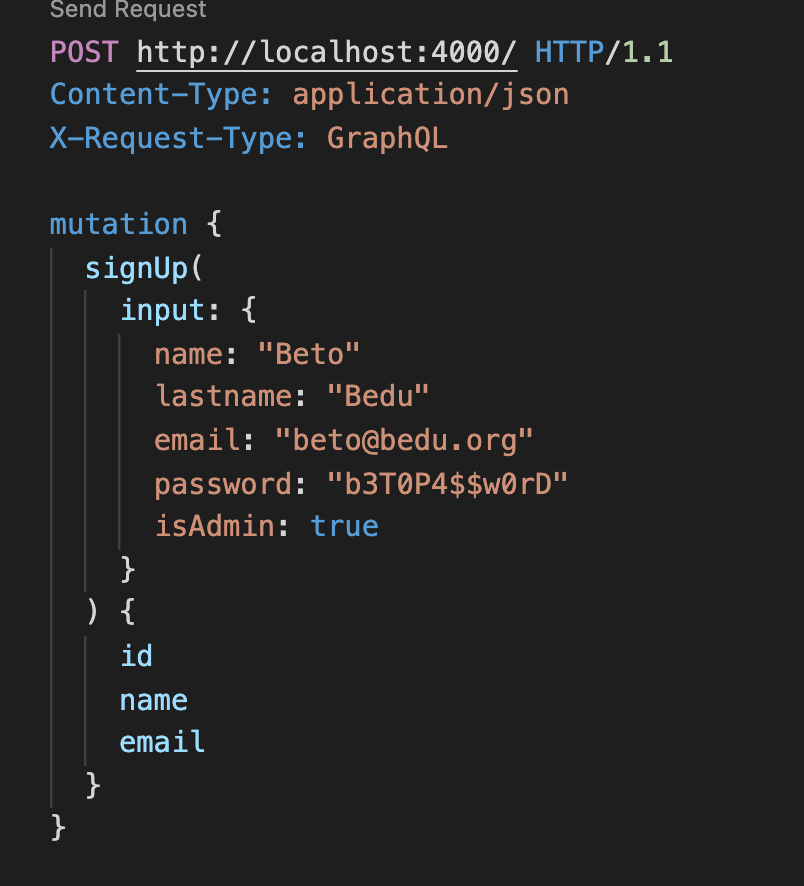 Send Request
POST http://localhost:4000/ HTTP/1.1
Content-Type: application/json
X-Request-Type: GraphQL
mutation {
signUp(
input: {
name: "Beto"
lastname: "Bedu"
email: "beto@bedu.org"
password: "b3T0P4$$w0rD"
isAdmin: true
}
) {
id
name
email
}
}